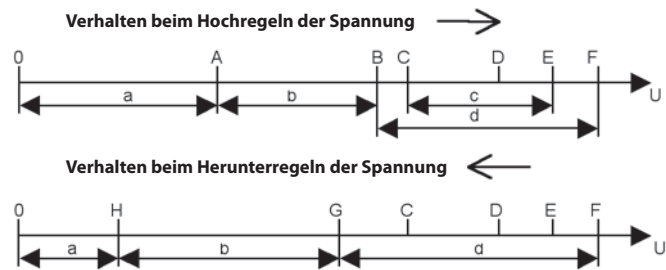 Verhalten beim Hochregeln der Spannung
0 A B C D E F
a b c U
d
Verhalten beim Herunterregeln der Spannung
0 H G C D E F
a b d U